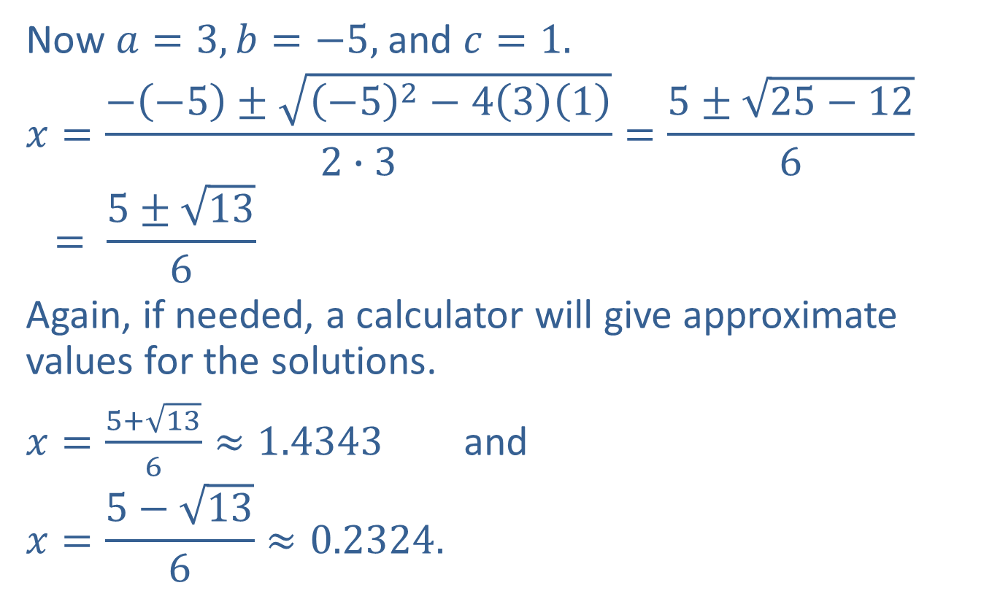 Now a = 3, b = −5, and c = 1.
x = \frac{-(-5) \pm \sqrt{(-5)^2 - 4(3)(1)}}{2 \cdot 3} = \frac{5 \pm \sqrt{25 - 12}}{6}
= \frac{5 \pm \sqrt{13}}{6}
Again, if needed, a calculator will give approximate
values for the solutions.
x = \frac{5+\sqrt{13}}{6} ≈ 1.4343 and
x = \frac{5 - \sqrt{13}}{6} ≈ 0.2324.